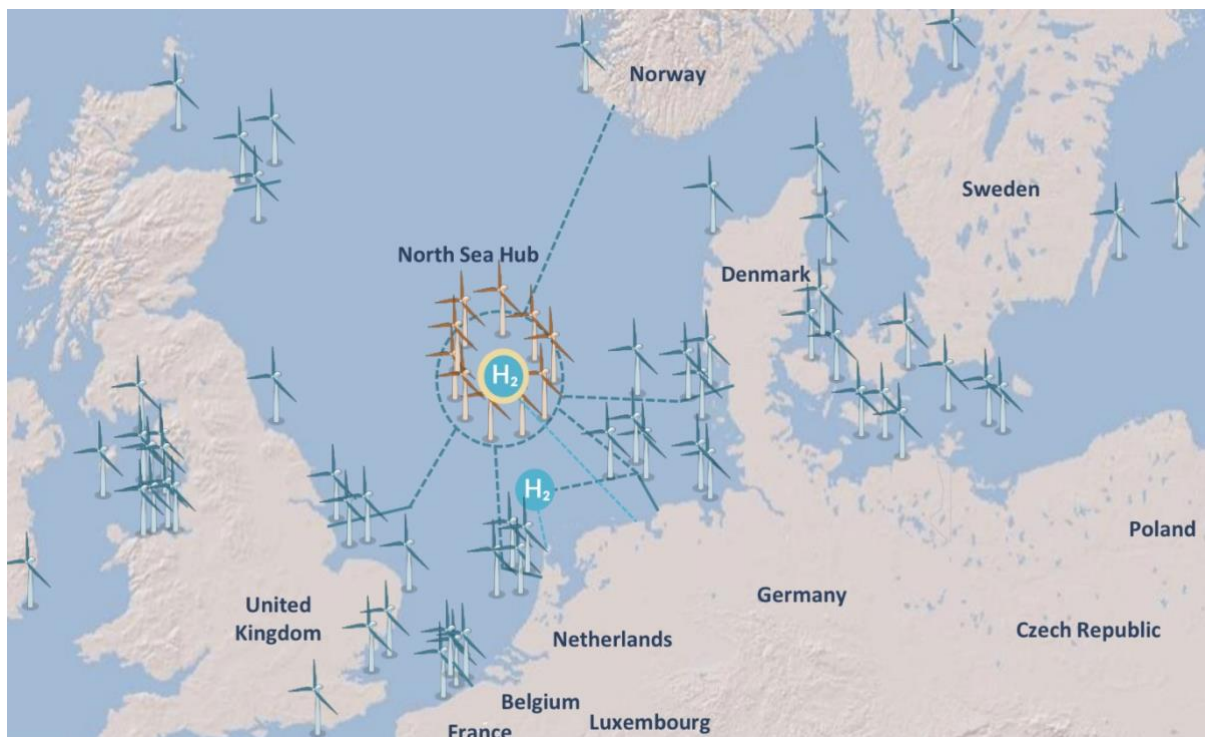 Norway
Sweden
North Sea Hub
Denmark
H₂
H₂
Poland
Germany
United
Kingdom
Czech Republic
Netherlands
Belgium
Luxembourg
France